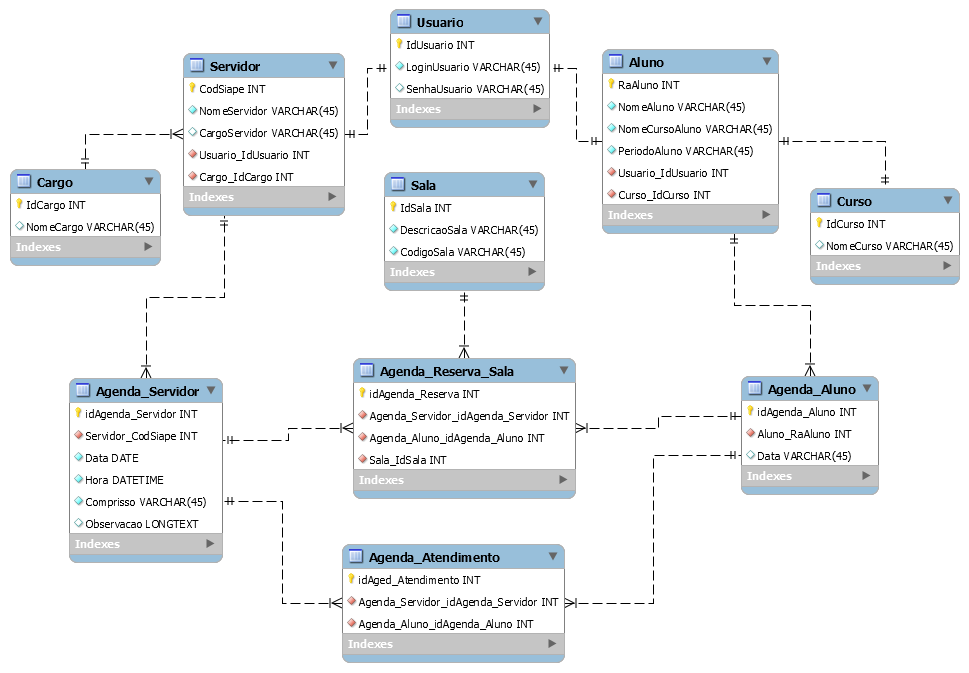 Usuario
IdUsuario INT
LoginUsuario VARCHAR(45)
SenhaUsuario VARCHAR(45)
Indexes
Servidor
CodSiape INT
NomeServidor VARCHAR(45)
CargoServidor VARCHAR(45)
Usuario_IdUsuario INT
Cargo_IdCargo INT
Indexes
Aluno
RaAluno INT
NomeAluno VARCHAR(45)
NomeCursoAluno VARCHAR(45)
PeriodoAluno VARCHAR(45)
Usuario_IdUsuario INT
Curso_IdCurso INT
Indexes
Cargo
IdCargo INT
NomeCargo VARCHAR(45)
Indexes
Sala
IdSala INT
DescricaoSala VARCHAR(45)
CodigoSala VARCHAR(45)
Indexes
Curso
IdCurso INT
NomeCurso VARCHAR(45)
Indexes
Agenda_Servidor
idAgenda_Servidor INT
Servidor_CodSiape INT
Data DATE
Hora DATETIME
Comprisso VARCHAR(45)
Observacao LONGTEXT
Indexes
Agenda_Reserva_Sala
idAgenda_Reserva INT
Agenda_Servidor_idAgenda_Servidor INT
Agenda_Aluno_idAgenda_Aluno INT
Sala_IdSala INT
Indexes
Agenda_Aluno
idAgenda_Aluno INT
Aluno_RaAluno INT
Data VARCHAR(45)
Indexes
Agenda_Atendimento
idAged_Atendimento INT
Agenda_Servidor_idAgenda_Servidor INT
Agenda_Aluno_idAgenda_Aluno INT
Indexes